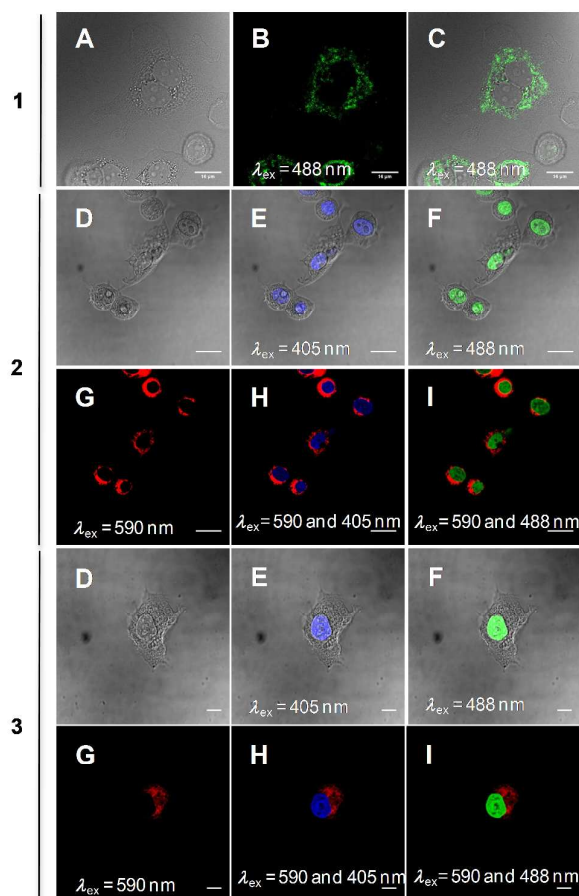 1
A
B
λex = 488 nm
10 µm
C
λex = 488 nm
2
D
E
λex = 405 nm
F
λex = 488 nm
G
λex = 590 nm
H
λex = 590 and 405 nm
I
λex = 590 and 488 nm
3
D
E
λex = 405 nm
F
λex = 488 nm
G
λex = 590 nm
H
λex = 590 and 405 nm
I
λex = 590 and 488 nm